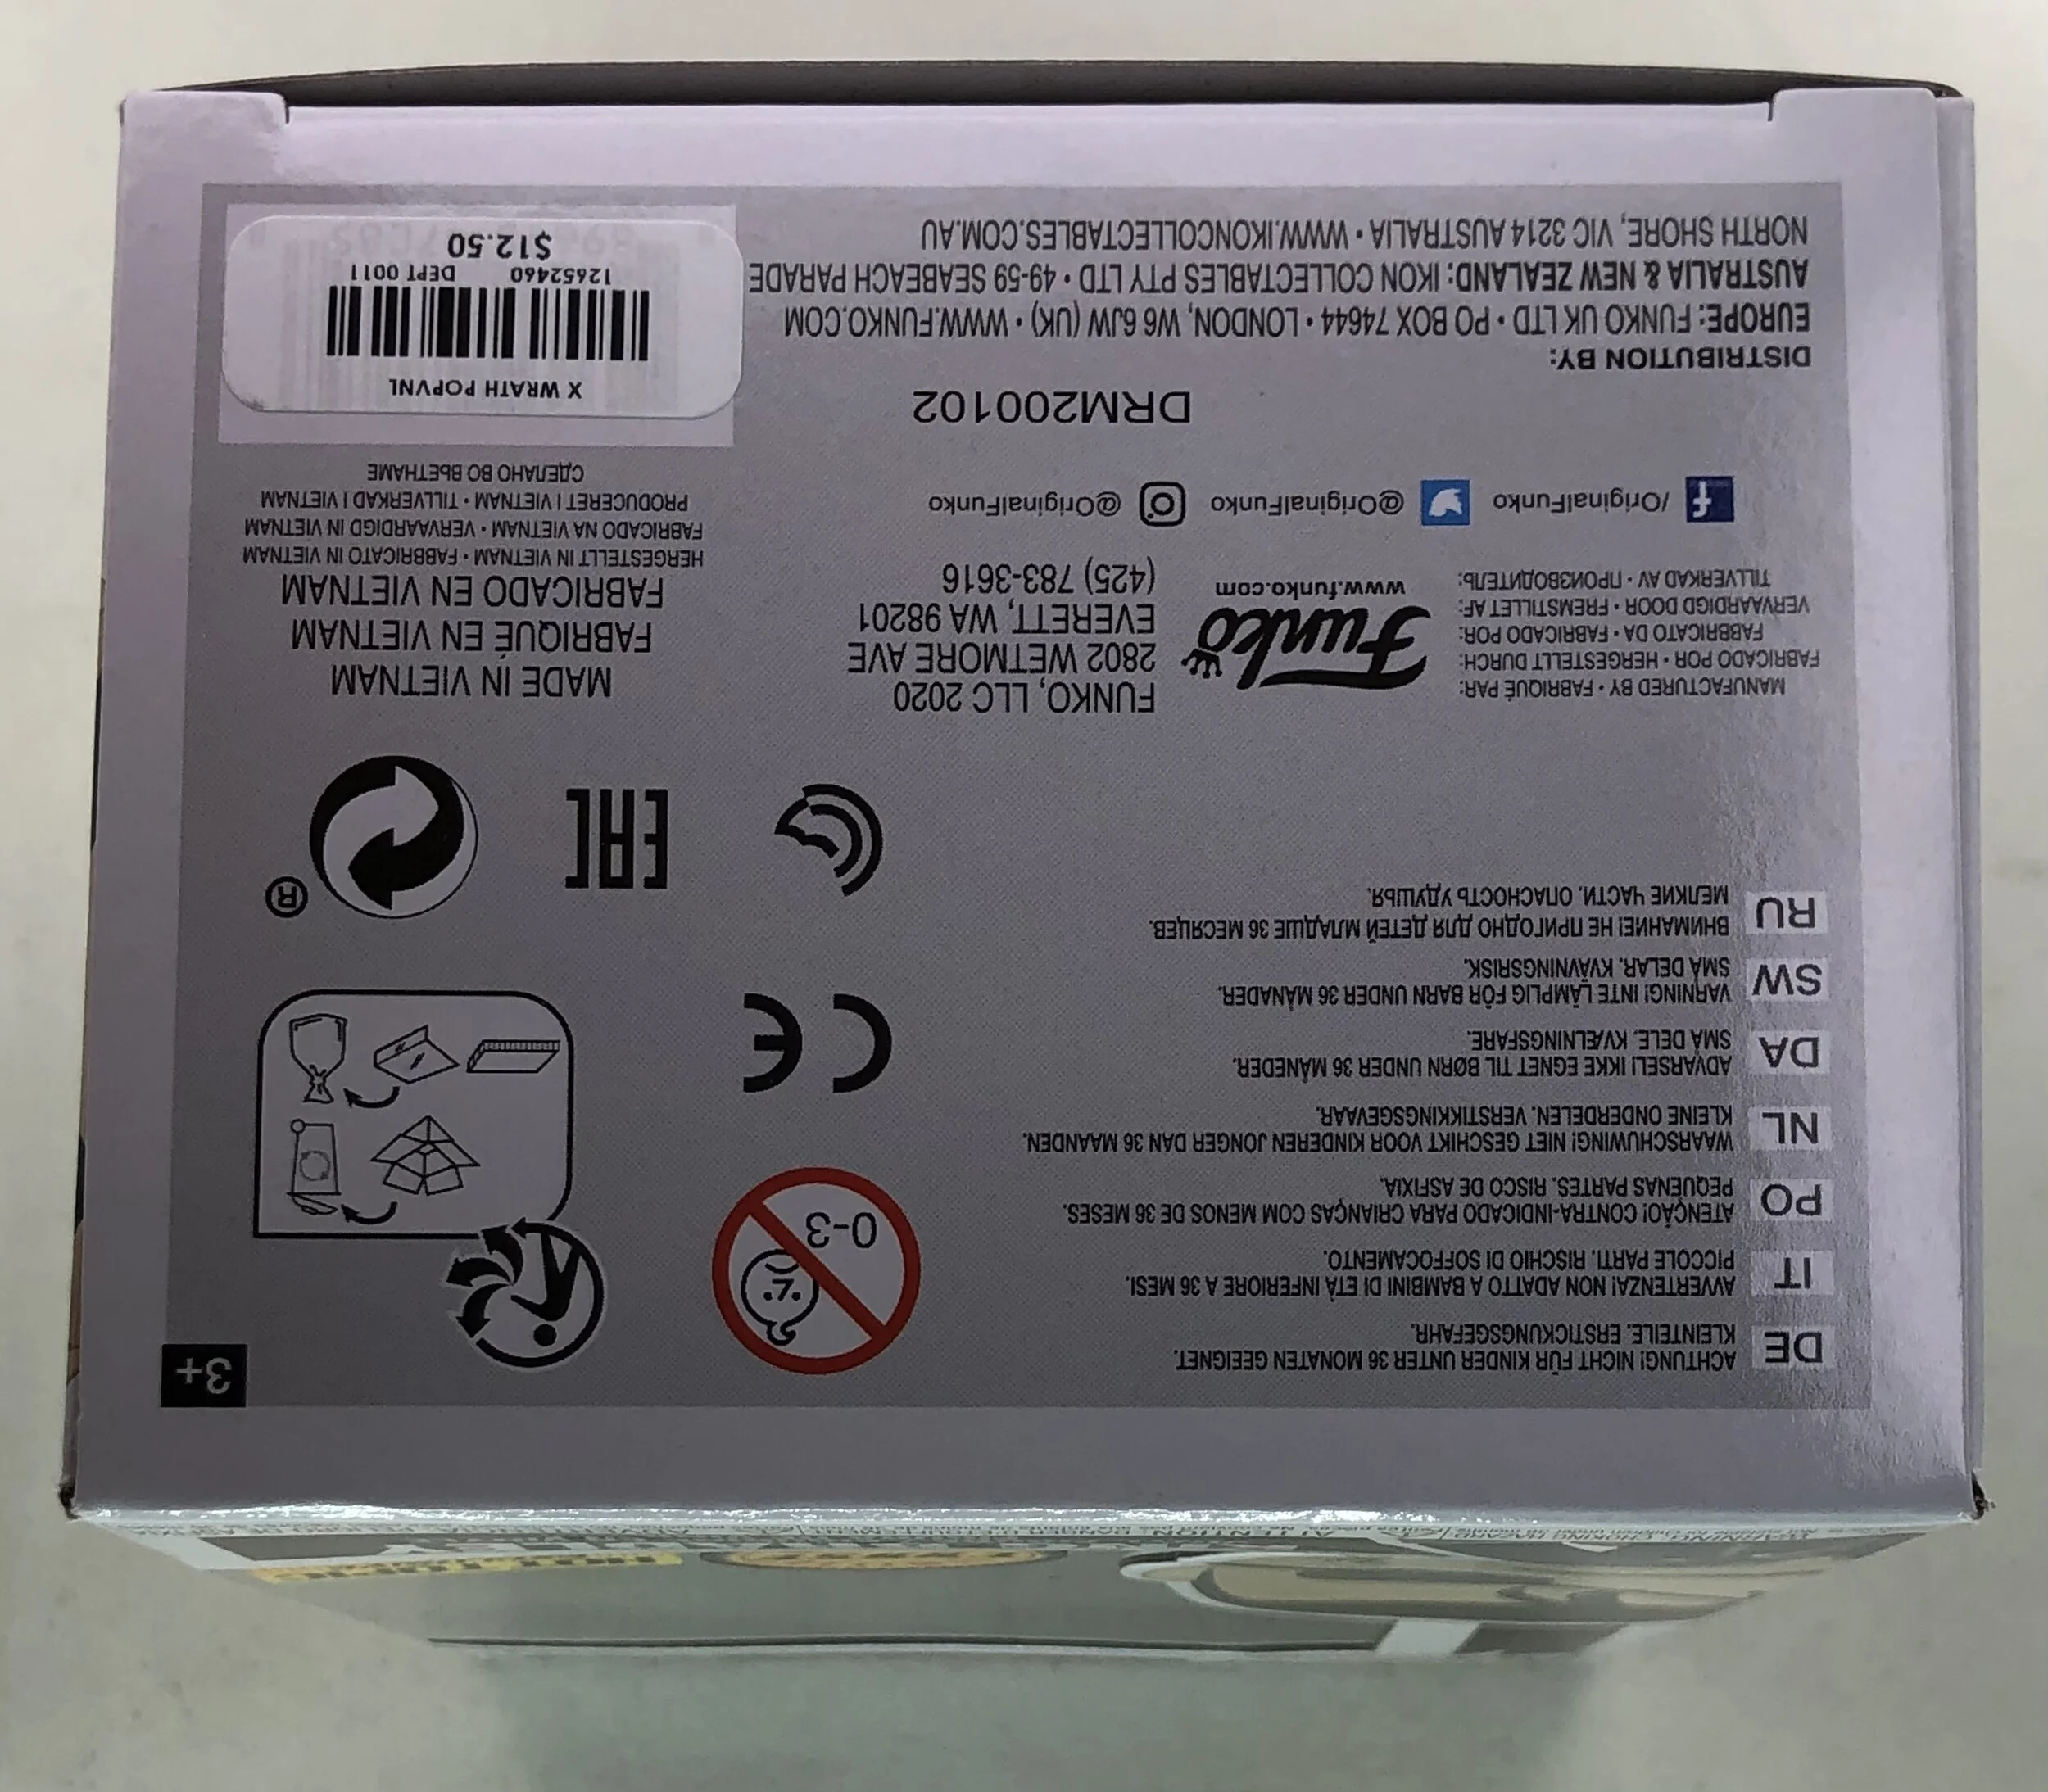 3+
DE
ACHTUNG! NICHT FÜR KINDER UNTER 36 MONATEN GEEIGNET.
KLEINTEILE. ERSTICKUNGSGEFAHR.
IT
AVVERTENZA! NON ADATTO A BAMBINI DI ETÀ INFERIORE A 36 MESI.
PICCOLE PARTI. RISCHIO DI SOFFOCAMENTO.
PO
ATENÇÃO! CONTRA-INDICADO PARA CRIANÇAS COM MENOS DE 36 MESES.
PEQUENAS PARTES. RISCO DE ASFIXIA.
NL
WAARSCHUWING! NIET GESCHIKT VOOR KINDEREN JONGER DAN 36 MAANDEN.
KLEINE ONDERDELEN. VERSTIKKINGSGEVAAR.
DA
ADVARSEL! IKKE EGNET TIL BØRN UNDER 36 MÅNEDER.
SMÅ DELE. KVÆLNINGSFARE.
SW
VARNING! INTE LÄMPLIG FÖR BARN UNDER 36 MÅNADER.
SMÅ DELAR. KVÄVNINGSRISK.
RU
ВНИМАНИЕ! НЕ ПРИГОДНО ДЛЯ ДЕТЕЙ МЛАДШЕ 36 МЕСЯЦЕВ.
МЕЛКИЕ ЧАСТИ. ОПАСНОСТЬ УДУШЬЯ.
0-3
CE
EAC
®
MANUFACTURED BY • FABRIQUÉ PAR:
FABRICADO POR • HERGESTELLT DURCH:
FABBRICATO DA • FABRICADO POR:
VERVAARDIGD DOOR • FREMSTILLET AF:
TILLVERKAD AV • ПРОИЗВОДИТЕЛЬ:
Funko
www.funko.com
FUNKO, LLC 2020
2802 WETMORE AVE
EVERETT, WA 98201
(425) 783-3616
MADE IN VIETNAM
FABRIQUÉ EN VIETNAM
FABRICADO EN VIETNAM
HERGESTELLT IN VIETNAM • FABBRICATO IN VIETNAM
FABRICADO NA VIETNAM • VERVAARDIGD IN VIETNAM
PRODUCERET I VIETNAM • TILLVERKAD I VIETNAM
СДЕЛАНО ВО ВЬЕТНАМЕ
/OriginalFunko @OriginalFunko @OriginalFunko
DRM200102
DISTRIBUTION BY:
EUROPE: FUNKO UK LTD • PO BOX 74644 • LONDON, W6 6JW (UK) • WWW.FUNKO.COM
AUSTRALIA & NEW ZEALAND: IKON COLLECTABLES PTY LTD • 49-59 SEABEACH PARADE
NORTH SHORE, VIC 3214 AUSTRALIA • WWW.IKONCOLLECTABLES.COM.AU
X WRATH POPVNL
12652460 DEPT 0011
$12.50